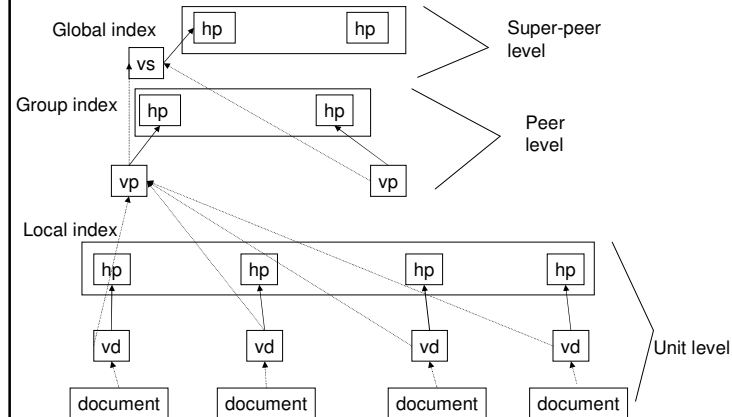 Global index
hp hp
Super-peer
level
vs
Group index
hp hp
Peer
level
vp vp
Local index
hp hp hp hp
vd vd vd vd
Unit level
document document document document